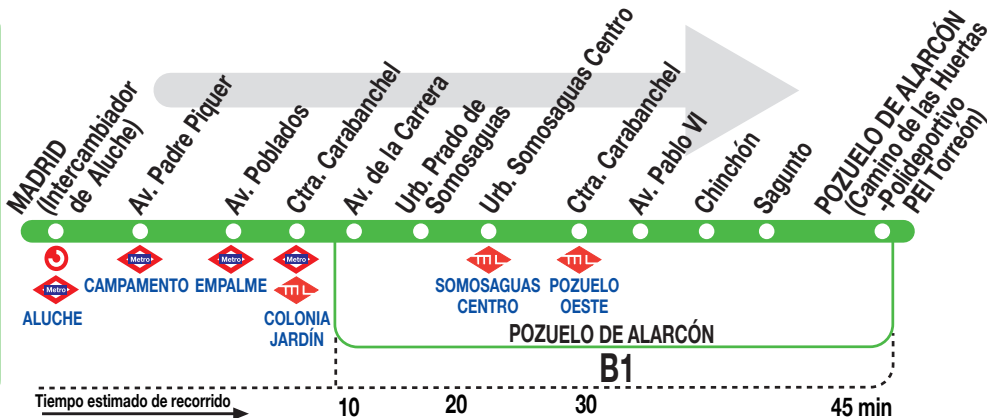 MADRID
(Intercambiador
de Aluche)
Av. Padre Piquer
Av. Poblados
Ctra. Carabanchel
Av. de la Carrera
Urb. Prado de
Somosaguas
Urb. Somosaguas Centro
Ctra. Carabanchel
Av. Pablo VI
Chinchón
Sagunto
POZUELO DE ALARCÓN
(Camino de las Huertas
-Polideportivo
PEl Torreón)
Metro
Metro
Metro
Metro
ML
ML
ML
ALUCHE
CAMPAMENTO
EMPALME
COLONIA
JARDÍN
SOMOSAGUAS
CENTRO
POZUELO
OESTE
POZUELO DE ALARCÓN
B1
Tiempo estimado de recorrido
10
20
30
45 min